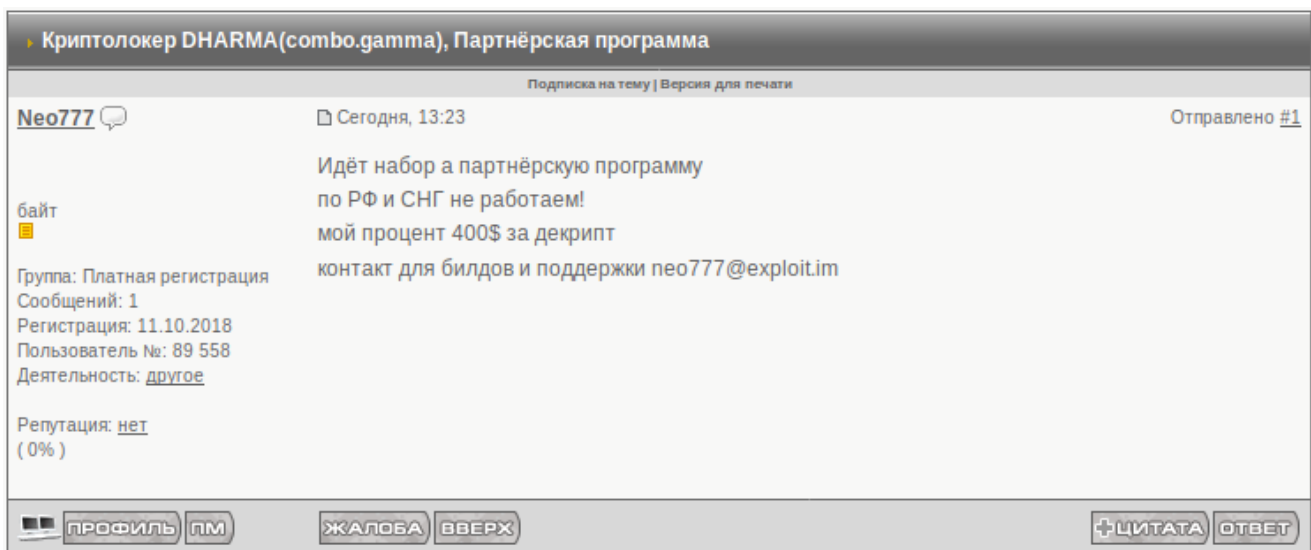 Криптолокер DHARMA(combo.gamma), Партнёрская программа
Подписка на тему | Версия для печати
Neo777
Сегодня, 13:23
Отправлено #1
Идёт набор а партнёрскую программу
по РФ и СНГ не работаем!
мой процент 400$ за декрипт
контакт для билдов и поддержки neo777@exploit.im
байт
Группа: Платная регистрация
Сообщений: 1
Регистрация: 11.10.2018
Пользователь №: 89 558
Деятельность: другое
Репутация: нет
( 0% )
ПРОФИЛЬ ПМ ЖАЛОБА ВВЕРХ +ЦИТАТА ОТВЕТ